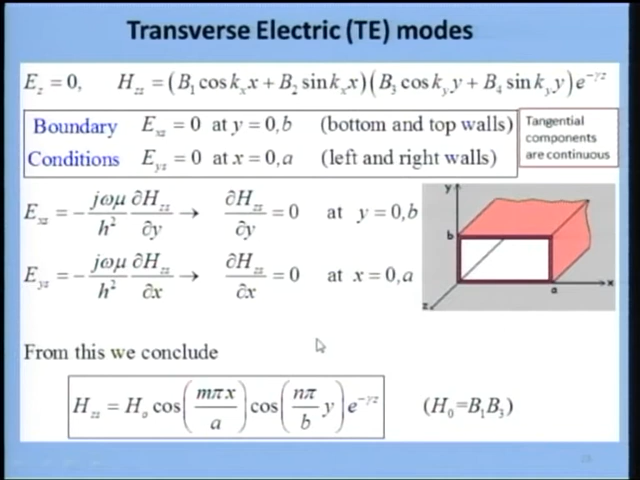 Transverse Electric (TE) modes
E_z = 0, H_zs = (B_1 cos k_x x + B_2 sin k_x x)(B_3 cos k_y y + B_4 sin k_y y) e^{-γz}
Boundary E_xs = 0 at y = 0,b (bottom and top walls)
Conditions E_ys = 0 at x = 0,a (left and right walls)
Tangential
components
are continuous
E_xs = - jωμ/h² ∂H_zs/∂y → ∂H_zs/∂y = 0 at y = 0,b
E_ys = - jωμ/h² ∂H_zs/∂x → ∂H_zs/∂x = 0 at x = 0,a
y
b
a
x
z
From this we conclude
H_zs = H_o cos(mπx/a) cos(nπ/b y) e^{-γz} (H_0=B_1B_3)